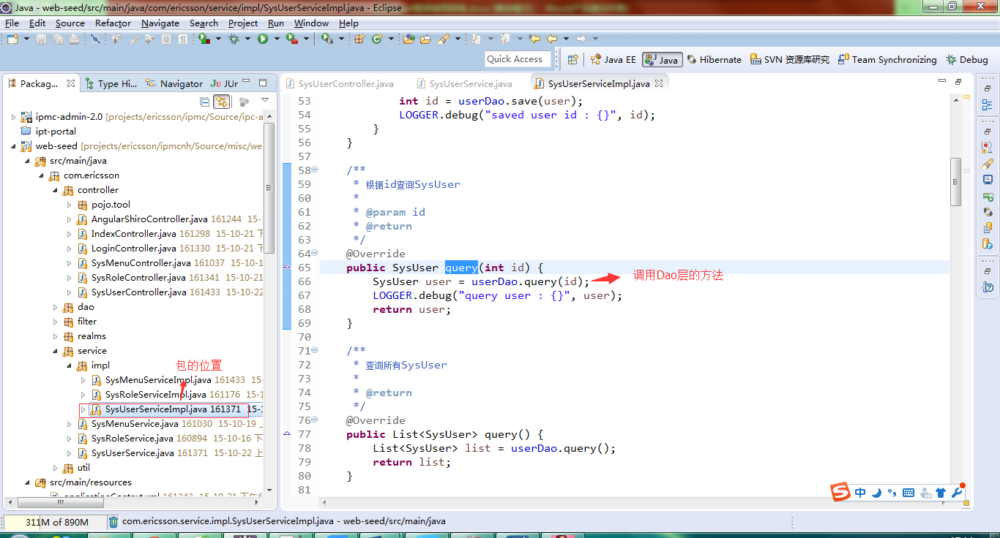 Java - web-seed/src/main/java/com/ericsson/service/impl/SysUserServiceImpl.java - Eclipse
File Edit Source Refactor Navigate Search Project Run Window Help
Quick Access
Java EE
Java
Hibernate
SVN 资源库研究
Team Synchronizing
Debug
Packag...
Type Hi...
Navigator
JUr
SysUserController.java
SysUserService.java
SysUserServiceImpl.java
ipmc-admin-2.0 [projects/ericsson/ipmc/Source/ipc-a
ipt-portal
web-seed [projects/ericsson/ipmcnh/Source/misc/we
src/main/java
com.ericsson
controller
pojo.tool
AngularShiroController.java 161244 15-1
IndexController.java 161298 15-10-21 下
LoginController.java 161330 15-10-21 下
SysMenuController.java 161037 15-10-1
SysRoleController.java 161341 15-10-21
SysUserController.java 161433 15-10-22
dao
filter
realms
service
impl
包的位置
SysMenuServiceImpl.java 161433 15-
SysRoleServiceImpl.java 161176 15-1
SysUserServiceImpl.java 161371 15-1
SysMenuService.java 161030 15-10-19 上
SysRoleService.java 160894 15-10-16 下
SysUserService.java 161371 15-10-22 上
util
src/main/resources
53 int id = userDao.save(user);
54 LOGGER.debug("saved user id : {}", id);
55 }
56 }
57
58 /**
59 * 根据id查询SysUser
60 *
61 * @param id
62 * @return
63 */
64 @Override
65 public SysUser query(int id) {
66 SysUser user = userDao.query(id); 调用Dao层的方法
67 LOGGER.debug("query user : {}", user);
68 return user;
69 }
70
71 /**
72 * 查询所有SysUser
73 *
74 * @return
75 */
76 @Override
77 public List<SysUser> query() {
78 List<SysUser> list = userDao.query();
79 return list;
80 }
81
中
311M of 890M
com.ericsson.service.impl.SysUserServiceImpl.java - web-seed/src/main/java